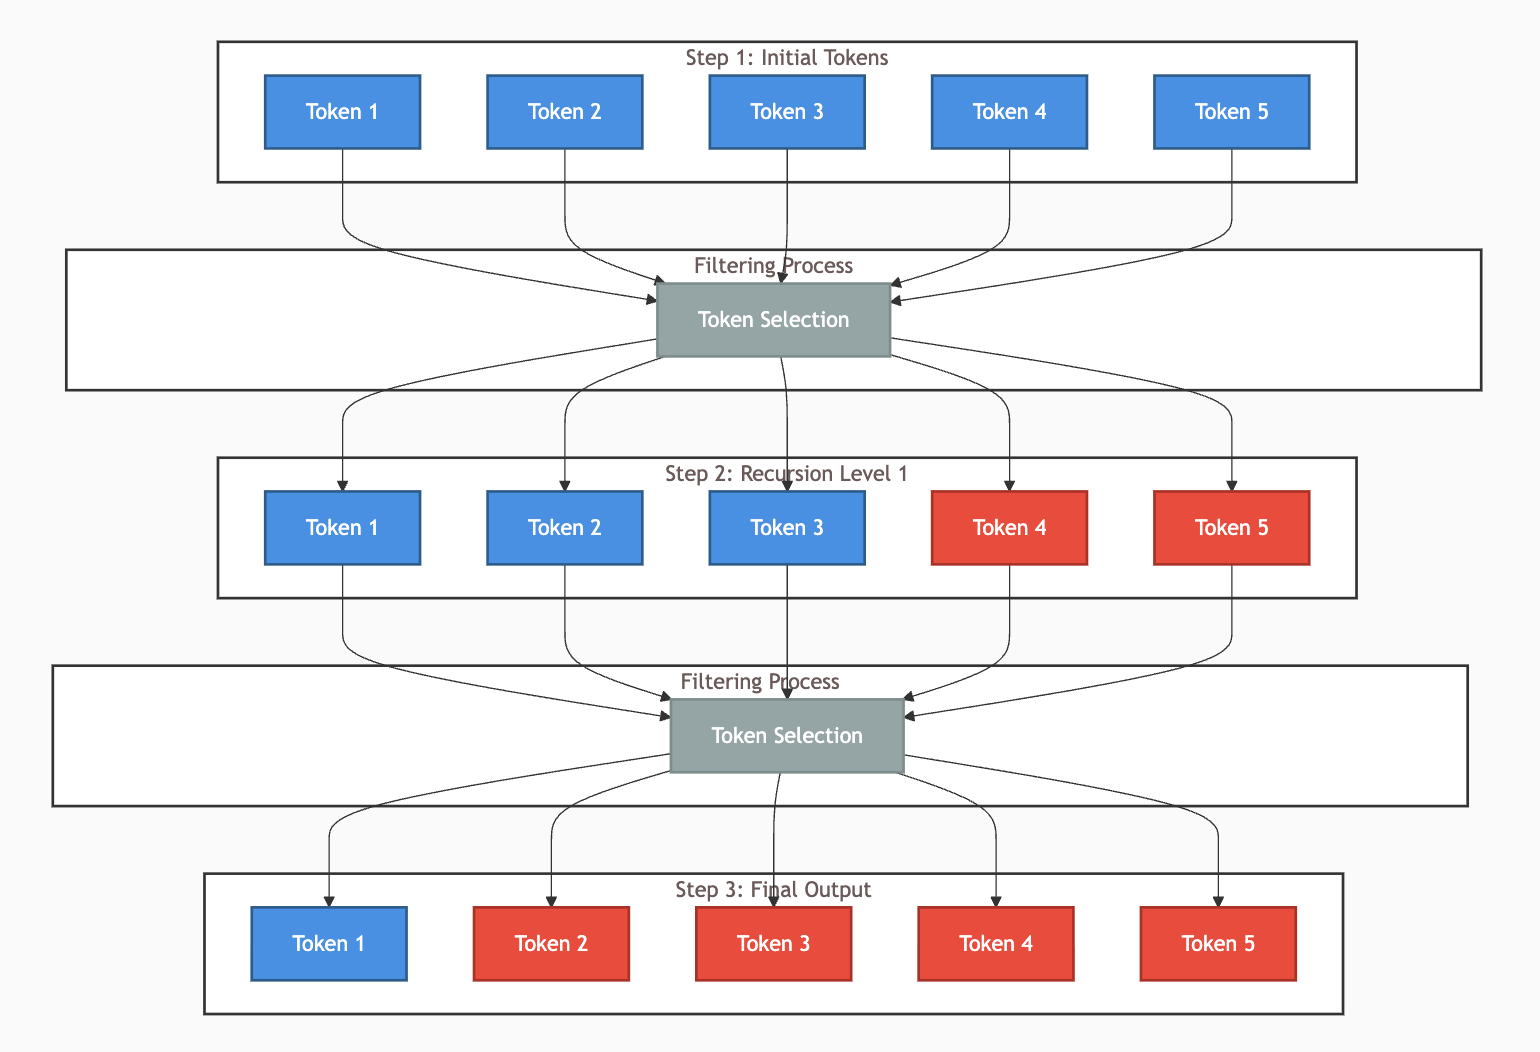 Step 1: Initial Tokens
Token 1
Token 2
Token 3
Token 4
Token 5
Filtering Process
Token Selection
Step 2: Recursion Level 1
Token 1
Token 2
Token 3
Token 4
Token 5
Filtering Process
Token Selection
Step 3: Final Output
Token 1
Token 2
Token 3
Token 4
Token 5